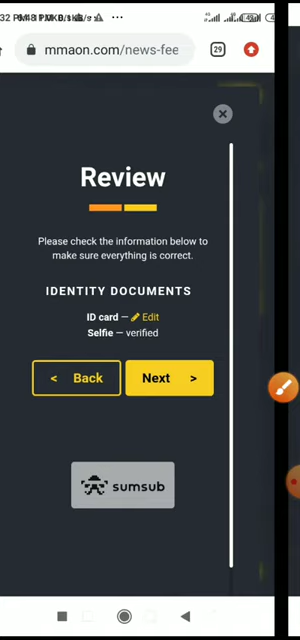 mmaon.com/news-fee
29
Review
Please check the information below to
make sure everything is correct.
IDENTITY DOCUMENTS
ID card — Edit
Selfie — verified
< Back
Next >
sumsub